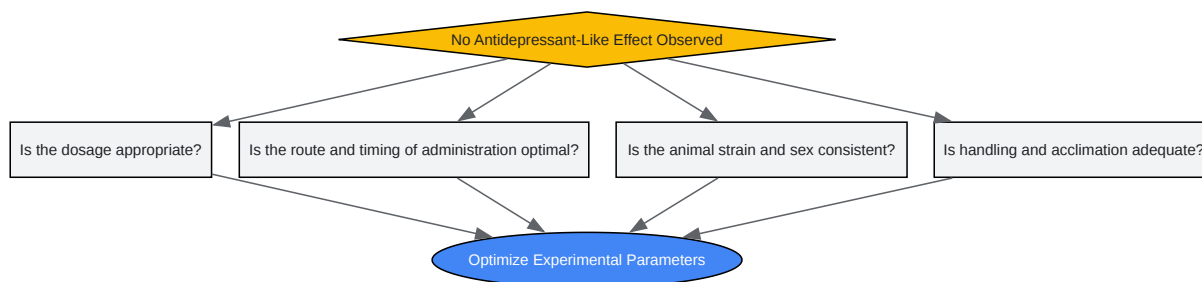 No Antidepressant-Like Effect Observed
Is the dosage appropriate?
Is the route and timing of administration optimal?
Is the animal strain and sex consistent?
Is handling and acclimation adequate?
Optimize Experimental Parameters